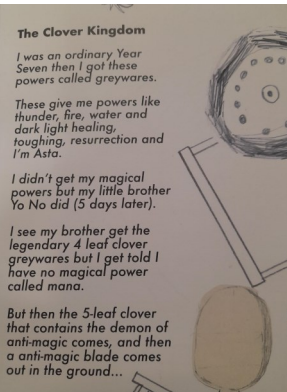 The Clover Kingdom
I was an ordinary Year
Seven then I got these
powers called greywares.
These give me powers like
thunder, fire, water and
dark light healing,
toughing, resurrection and
I'm Asta.
I didn't get my magical
powers but my little brother
Yo No did (5 days later).
I see my brother get the
legendary 4 leaf clover
greywares but I get told I
have no magical power
called mana.
But then the 5-leaf clover
that contains the demon of
anti-magic comes, and then
a anti-magic blade comes
out in the ground...